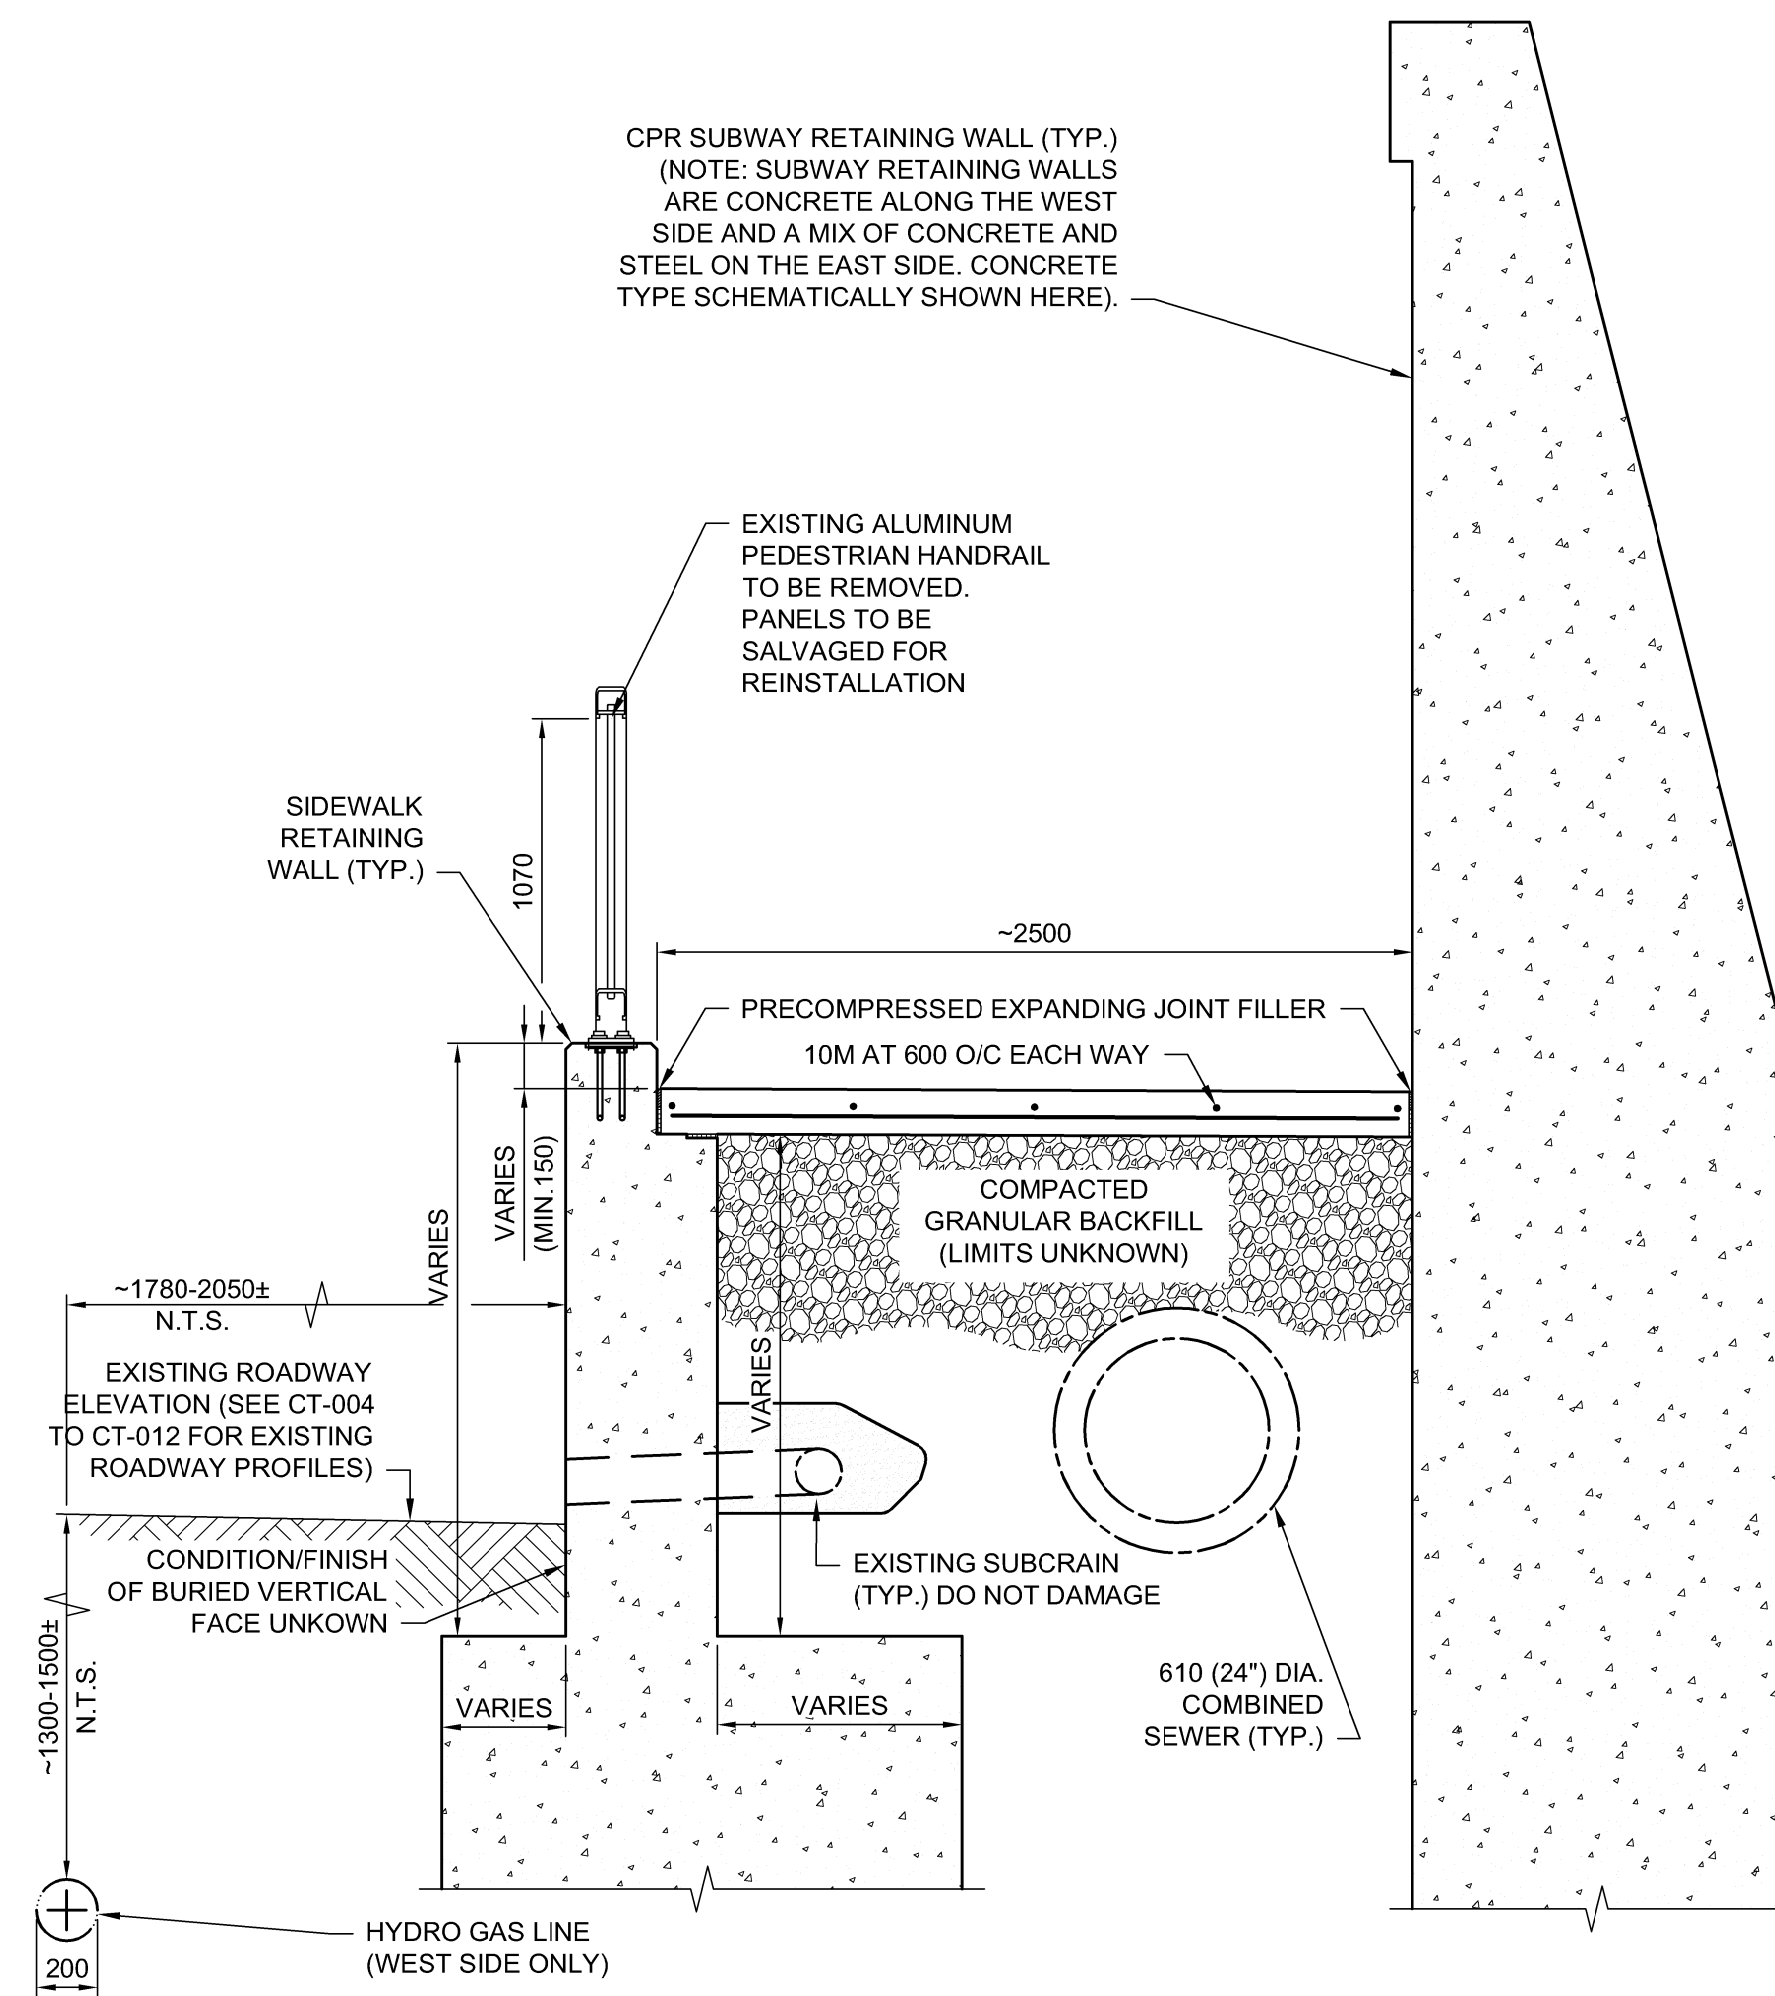 CPR SUBWAY RETAINING WALL (TYP.)
(NOTE: SUBWAY RETAINING WALLS
ARE CONCRETE ALONG THE WEST
SIDE AND A MIX OF CONCRETE AND
STEEL ON THE EAST SIDE. CONCRETE
TYPE SCHEMATICALLY SHOWN HERE).
EXISTING ALUMINUM
PEDESTRIAN HANDRAIL
TO BE REMOVED.
PANELS TO BE
SALVAGED FOR
REINSTALLATION
SIDEWALK
RETAINING
WALL (TYP.)
1070
~2500
PRECOMPRESSED EXPANDING JOINT FILLER
10M AT 600 O/C EACH WAY
VARIES
(MIN.150)
VARIES
COMPACTED
GRANULAR BACKFILL
(LIMITS UNKNOWN)
~1780-2050±
N.T.S.
VARIES
EXISTING ROADWAY
ELEVATION (SEE CT-004
TO CT-012 FOR EXISTING
ROADWAY PROFILES)
CONDITION/FINISH
OF BURIED VERTICAL
FACE UNKOWN
EXISTING SUBCRAIN
(TYP.) DO NOT DAMAGE
~1300-1500±
N.T.S.
VARIES
VARIES
610 (24") DIA.
COMBINED
SEWER (TYP.)
HYDRO GAS LINE
(WEST SIDE ONLY)
200